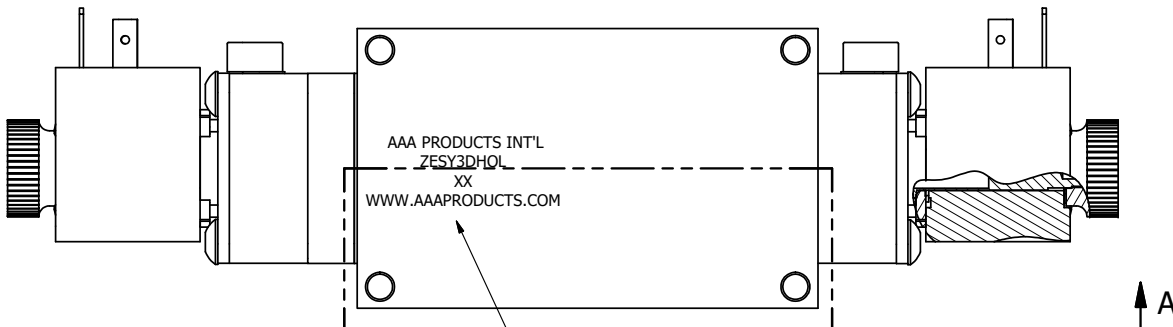 AAA PRODUCTS INT'L
ZESY3DHOL
XX
WWW.AAAPRODUCTS.COM
A